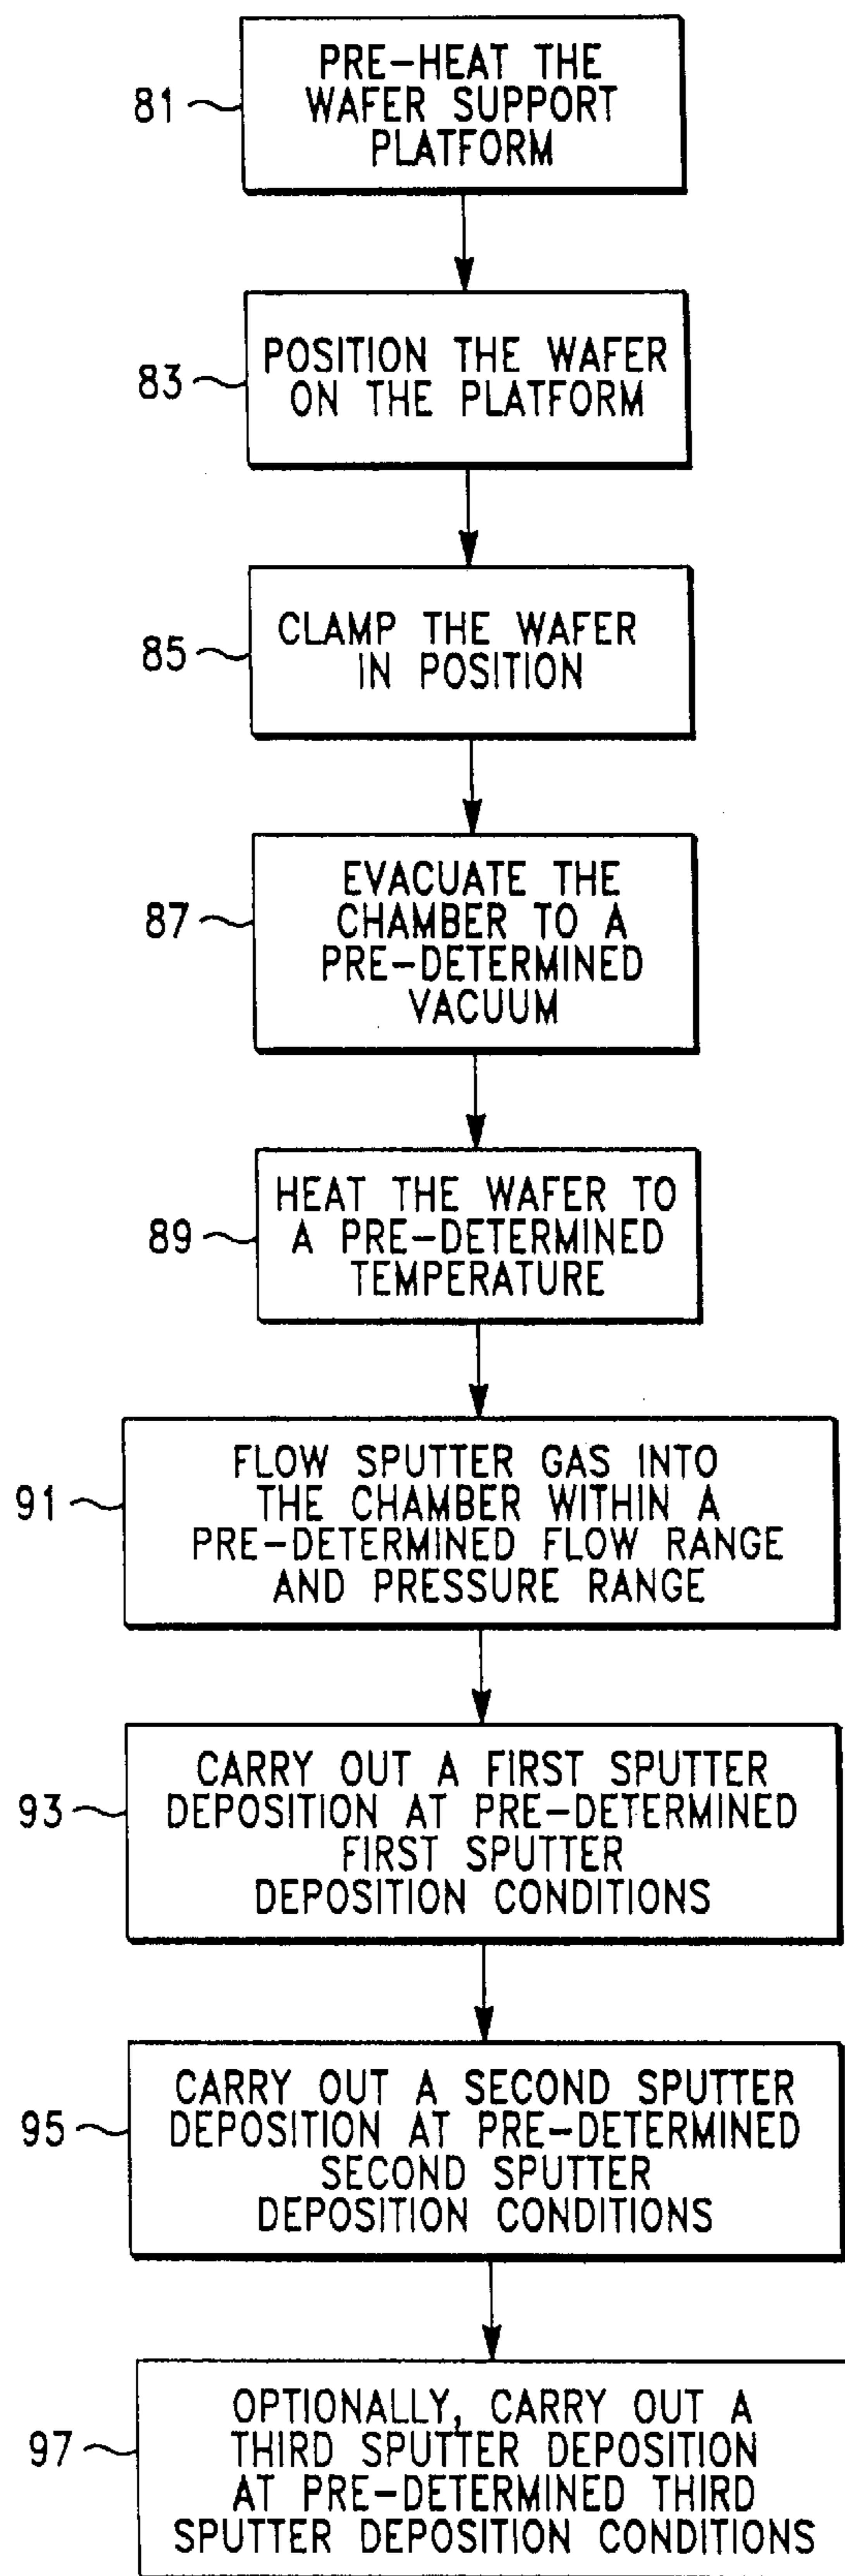 81
PRE-HEAT THE
WAFER SUPPORT
PLATFORM
83
POSITION THE WAFER
ON THE PLATFORM
85
CLAMP THE WAFER
IN POSITION
87
EVACUATE THE
CHAMBER TO A
PRE-DETERMINED
VACUUM
89
HEAT THE WAFER TO
A PRE-DETERMINED
TEMPERATURE
91
FLOW SPUTTER GAS INTO
THE CHAMBER WITHIN A
PRE-DETERMINED FLOW RANGE
AND PRESSURE RANGE
93
CARRY OUT A FIRST SPUTTER
DEPOSITION AT PRE-DETERMINED
FIRST SPUTTER
DEPOSITION CONDITIONS
95
CARRY OUT A SECOND SPUTTER
DEPOSITION AT PRE-DETERMINED
SECOND SPUTTER
DEPOSITION CONDITIONS
97
OPTIONALLY, CARRY OUT A
THIRD SPUTTER DEPOSITION
AT PRE-DETERMINED THIRD
SPUTTER DEPOSITION CONDITIONS